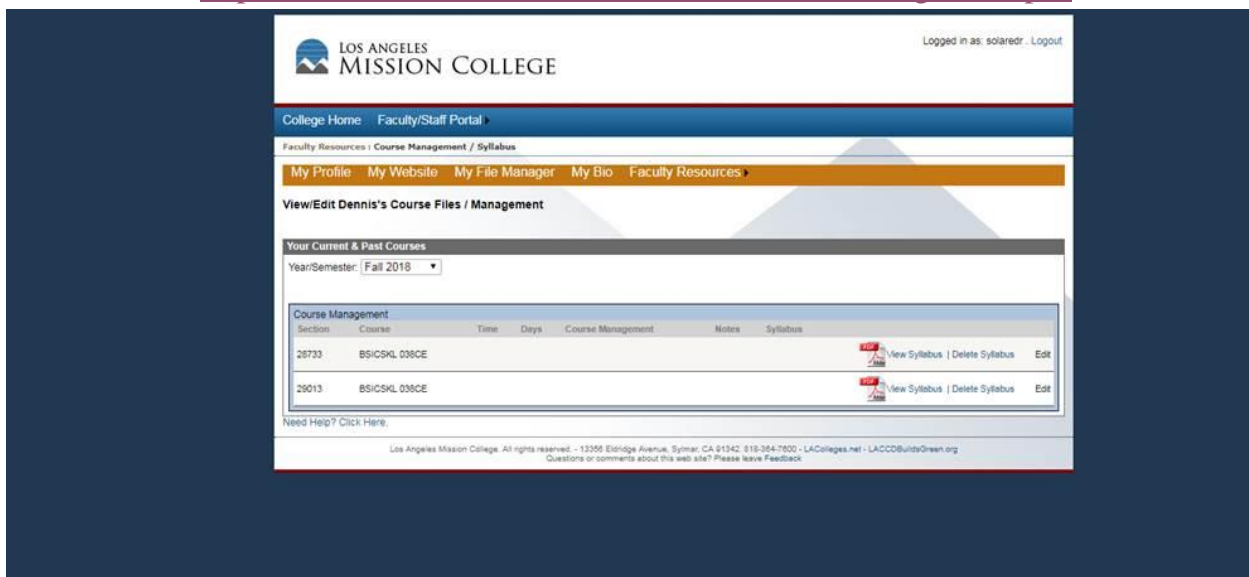 Logged in as: solaredr . Logout
LOS ANGELES
MISSION COLLEGE
College Home Faculty/Staff Portal
Faculty Resources : Course Management / Syllabus
My Profile My Website My File Manager My Bio Faculty Resources
View/Edit Dennis's Course Files / Management
Your Current & Past Courses
Year/Semester: Fall 2018
Course Management
Section Course Time Days Course Management Notes Syllabus
28733 BSICSKL 038CE PDF View Syllabus | Delete Syllabus Edit
29013 BSICSKL 038CE PDF View Syllabus | Delete Syllabus Edit
Need Help? Click Here.
Los Angeles Mission College. All rights reserved. - 13356 Eldridge Avenue, Sylmar, CA 91342. 818-364-7600 - LAColleges.net - LACCDBuildsGreen.org
Questions or comments about this web site? Please leave Feedback